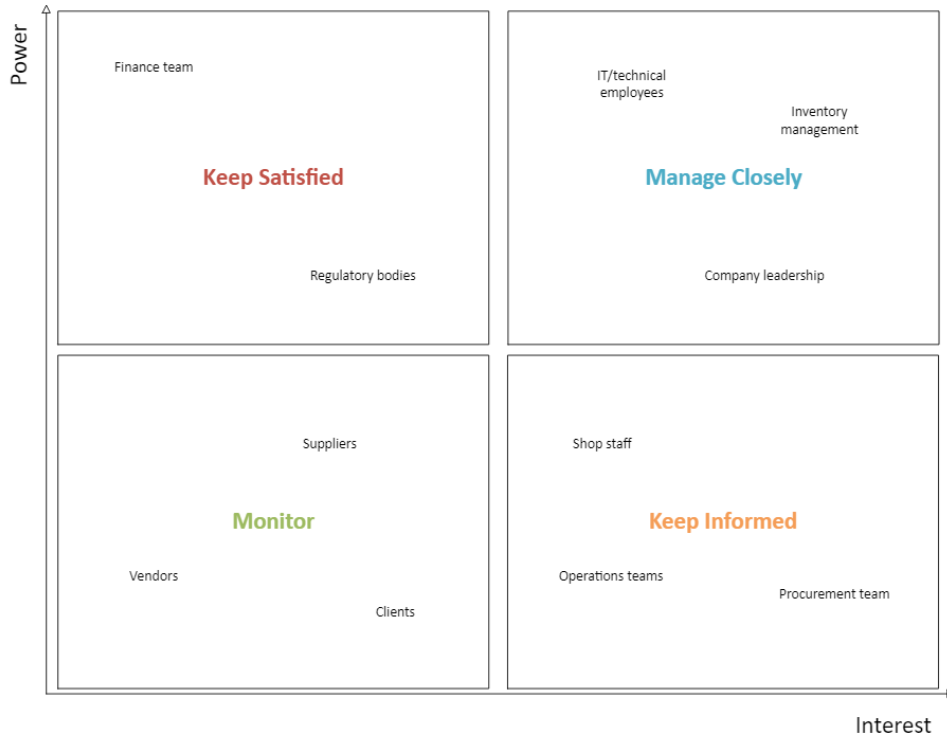 Power
Finance team
Keep Satisfied
Regulatory bodies
IT/technical
employees
Inventory
management
Manage Closely
Company leadership
Suppliers
Monitor
Vendors
Clients
Shop staff
Keep Informed
Operations teams
Procurement team
Interest